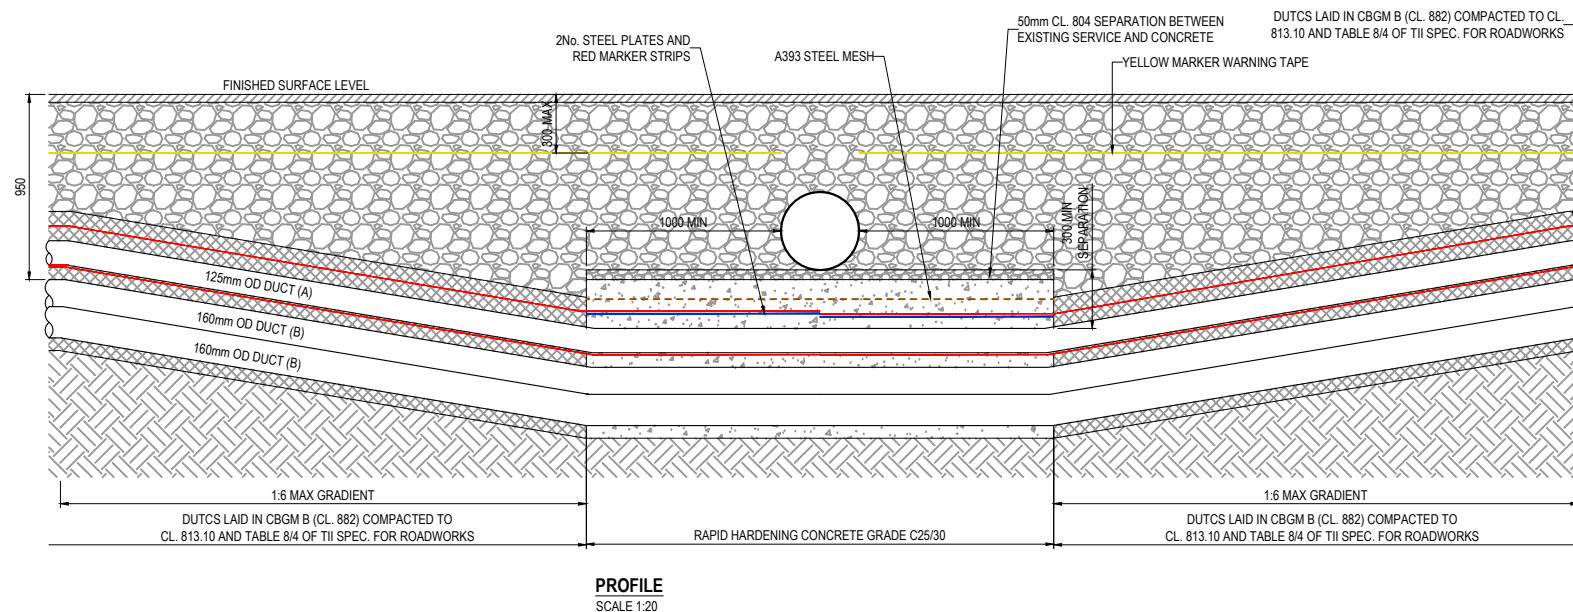 50mm CL. 804 SEPARATION BETWEEN
EXISTING SERVICE AND CONCRETE
DUTCS LAID IN CBGM B (CL. 882) COMPACTED TO CL.
813.10 AND TABLE 8/4 OF TII SPEC. FOR ROADWORKS
2No. STEEL PLATES AND
RED MARKER STRIPS
A393 STEEL MESH
YELLOW MARKER WARNING TAPE
FINISHED SURFACE LEVEL
300 MAX
950
1000 MIN
1000 MIN
300 MIN
SEPARATION
125mm OD DUCT (A)
160mm OD DUCT (B)
160mm OD DUCT (B)
1:6 MAX GRADIENT
1:6 MAX GRADIENT
DUTCS LAID IN CBGM B (CL. 882) COMPACTED TO
CL. 813.10 AND TABLE 8/4 OF TII SPEC. FOR ROADWORKS
RAPID HARDENING CONCRETE GRADE C25/30
DUTCS LAID IN CBGM B (CL. 882) COMPACTED TO
CL. 813.10 AND TABLE 8/4 OF TII SPEC. FOR ROADWORKS
PROFILE
SCALE 1:20